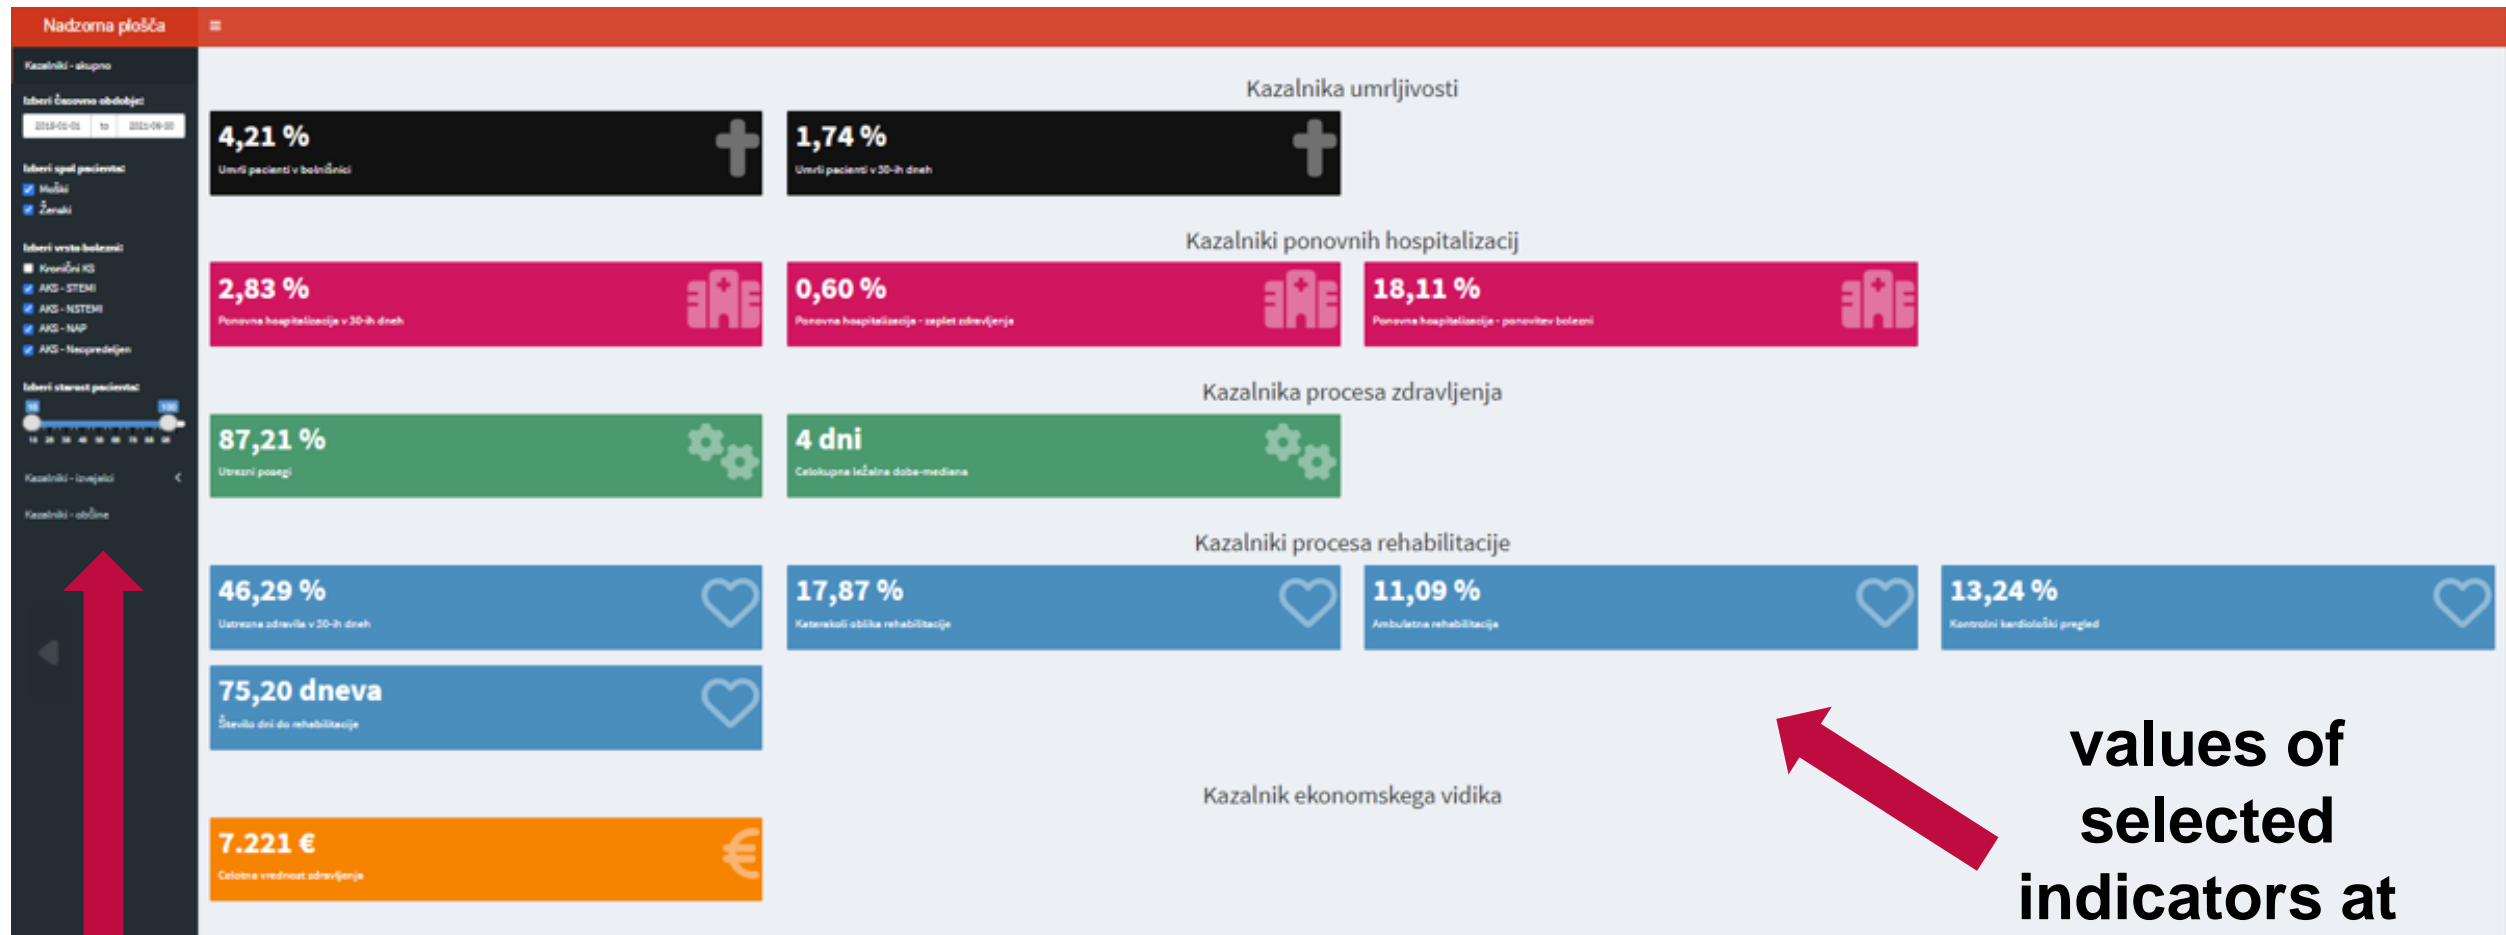 Nadzorna plošča
Kazalniki - skupno
Izberi časovno obdobje:
to
Izberi spol pacienta:
Moški
Ženski
Izberi vrsto bolezni:
Kronični KS
AKS - STEMI
AKS - NSTEMI
AKS - NAP
AKS - Neopredeljen
Izberi starost pacienta:
100
Kazalniki - izvajalci
Kazalniki - občine
Kazalnika umrljivosti
4,21 %
Umrli pacienti v bolnišnici
1,74 %
Umrli pacienti v 30-ih dneh
Kazalniki ponovnih hospitalizacij
2,83 %
Ponovna hospitalizacija v 30-ih dneh
0,60 %
Ponovna hospitalizacija - zaplet zdravljenja
18,11 %
Ponovna hospitalizacija - ponovitev bolezni
Kazalnika procesa zdravljenja
87,21 %
Utrezni posegi
4 dni
Celokupna ležalna doba-mediana
Kazalniki procesa rehabilitacije
46,29 %
Ustrezna zdravila v 30-ih dneh
17,87 %
Katerakoli oblika rehabilitacije
11,09 %
Ambulatna rehabilitacija
13,24 %
Kontrolni kardiološki pregled
75,20 dneva
Število dni do rehabilitacije
Kazalnik ekonomskega vidika
7.221 €
Celotna vrednost zdravljenja
values of
selected
indicators at